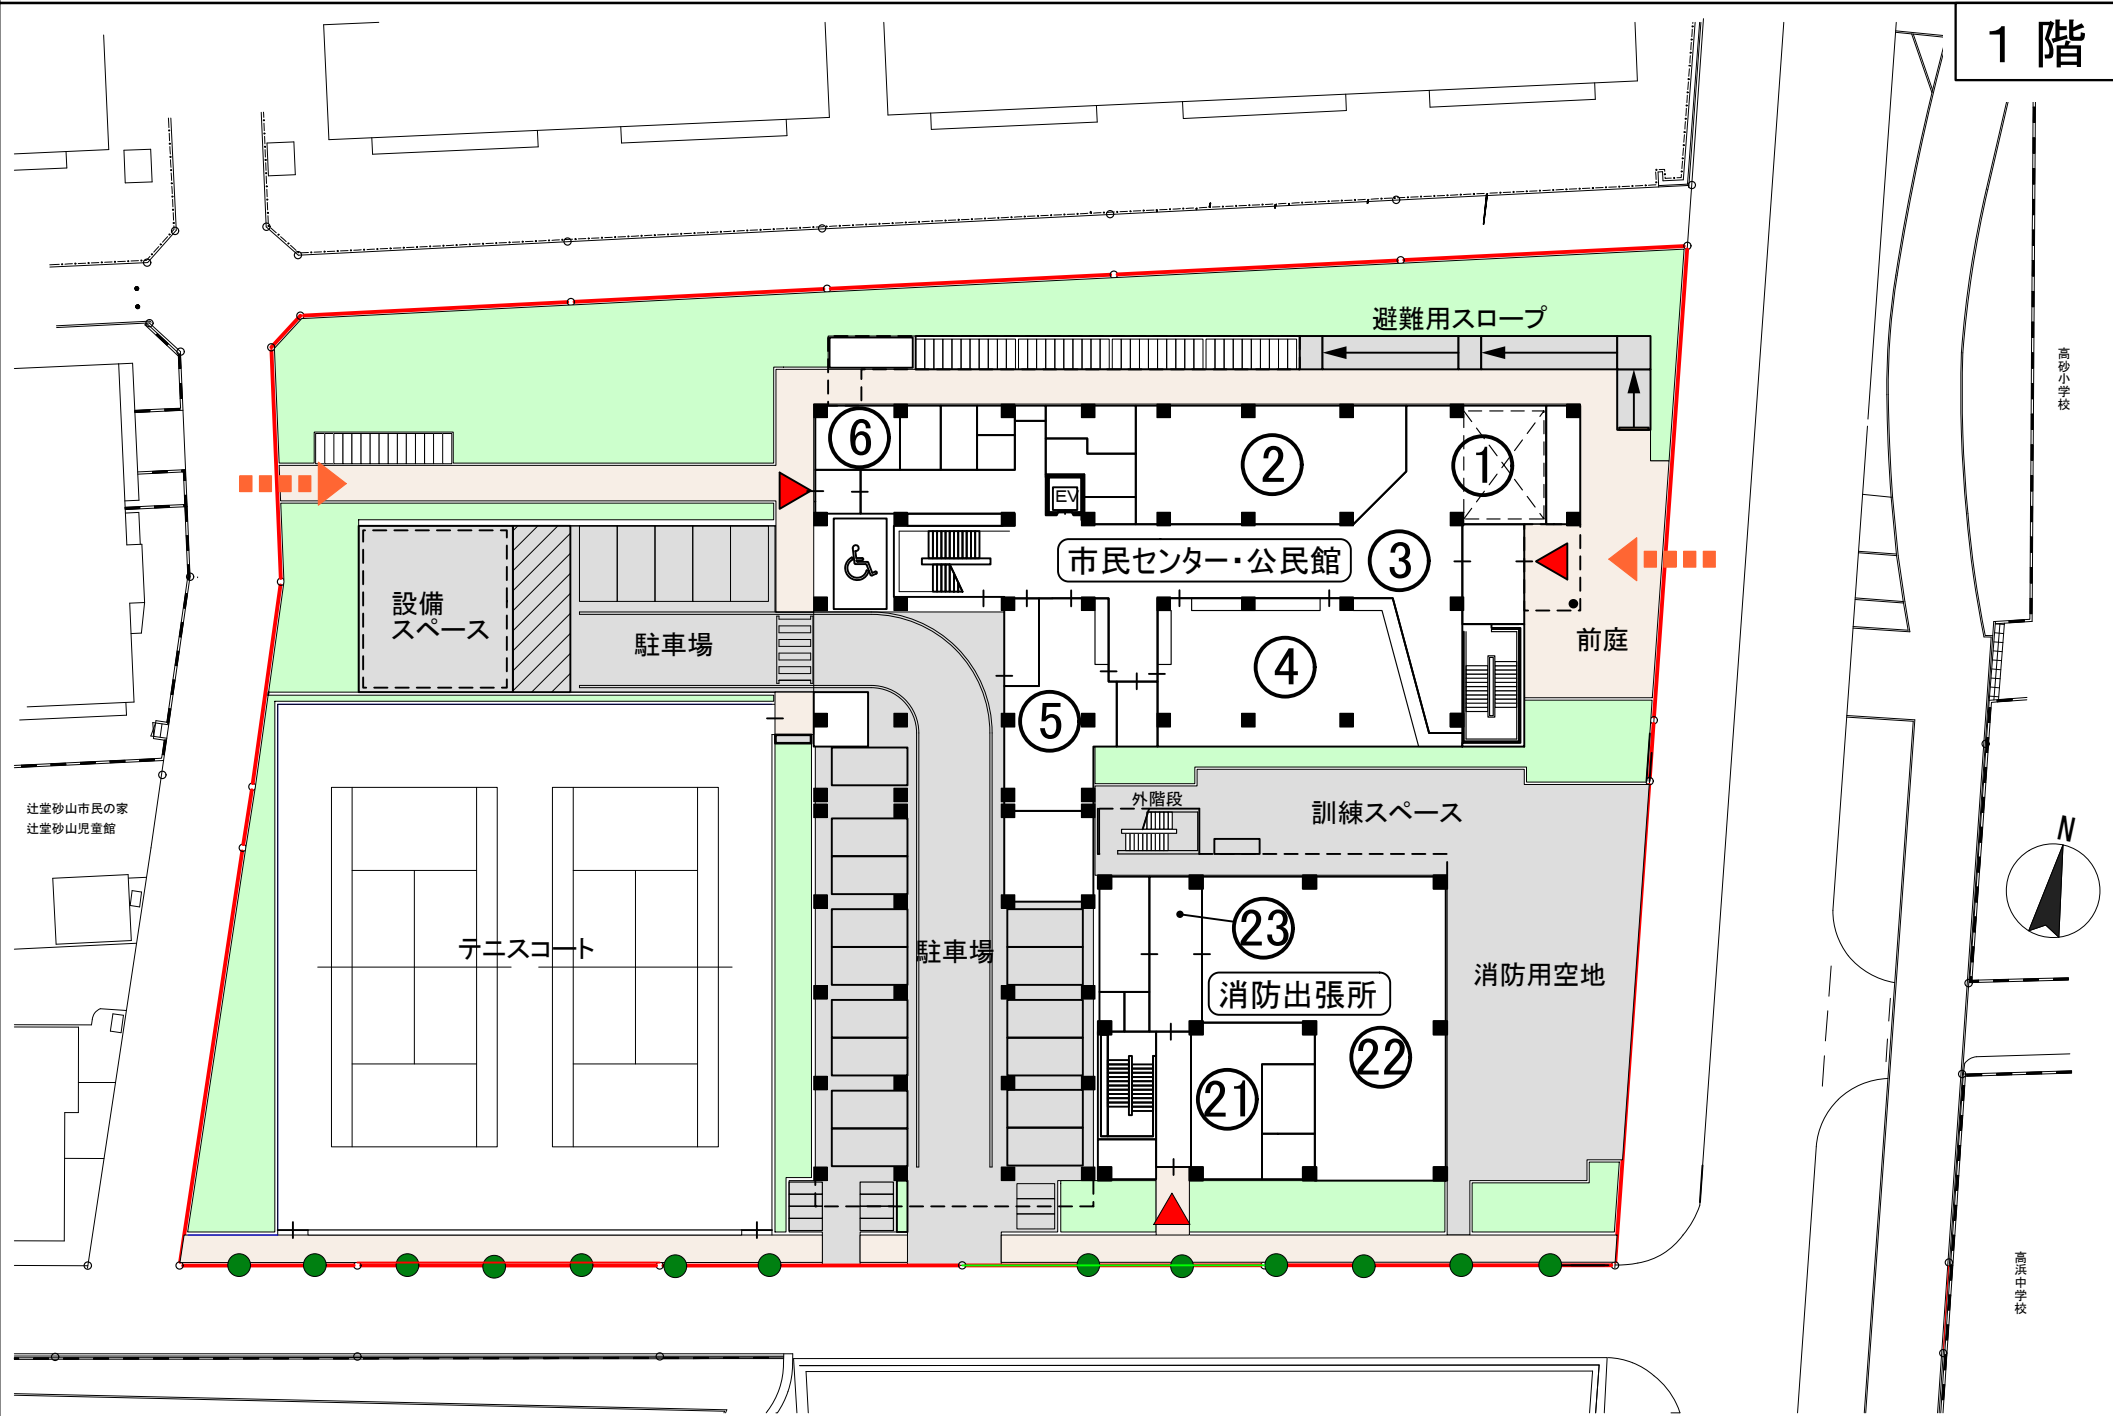 1 階
避難用スロープ
高砂小学校
⑥
②
①
EV
市民センター・公民館
③
設備
スペース
駐車場
前庭
④
⑤
辻堂砂山市民の家
辻堂砂山児童館
外階段
訓練スペース
N
テニスコート
駐車場
㉓
消防用空地
消防出張所
㉒
㉑
高浜中学校